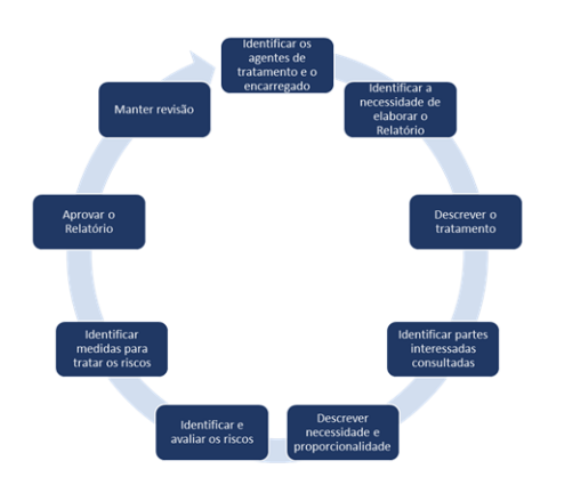 Identificar os
agentes de
tratamento e o
encarregado
Identificar a
necessidade de
elaborar o
Relatório
Descrever o
tratamento
Identificar partes
interessadas
consultadas
Descrever
necessidade e
proporcionalidade
Identificar e
avaliar os riscos
Identificar
medidas para
tratar os riscos
Aprovar o
Relatório
Manter revisão